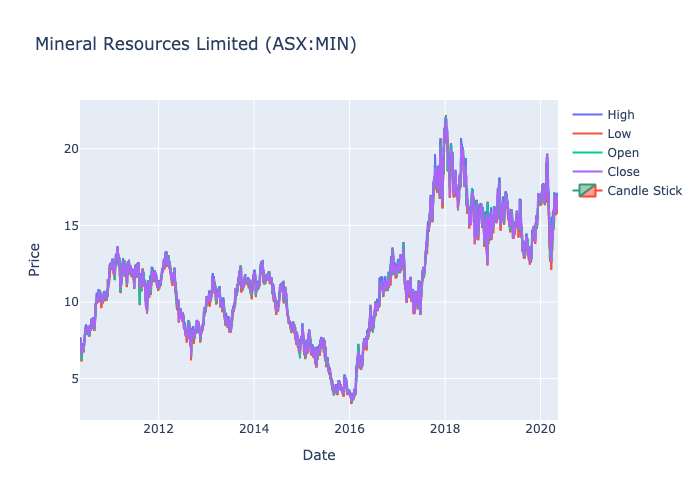 Mineral Resources Limited (ASX:MIN)
High
Low
Open
Close
Candle Stick
20
15
10
5
Price
2012 2014 2016 2018 2020
Date